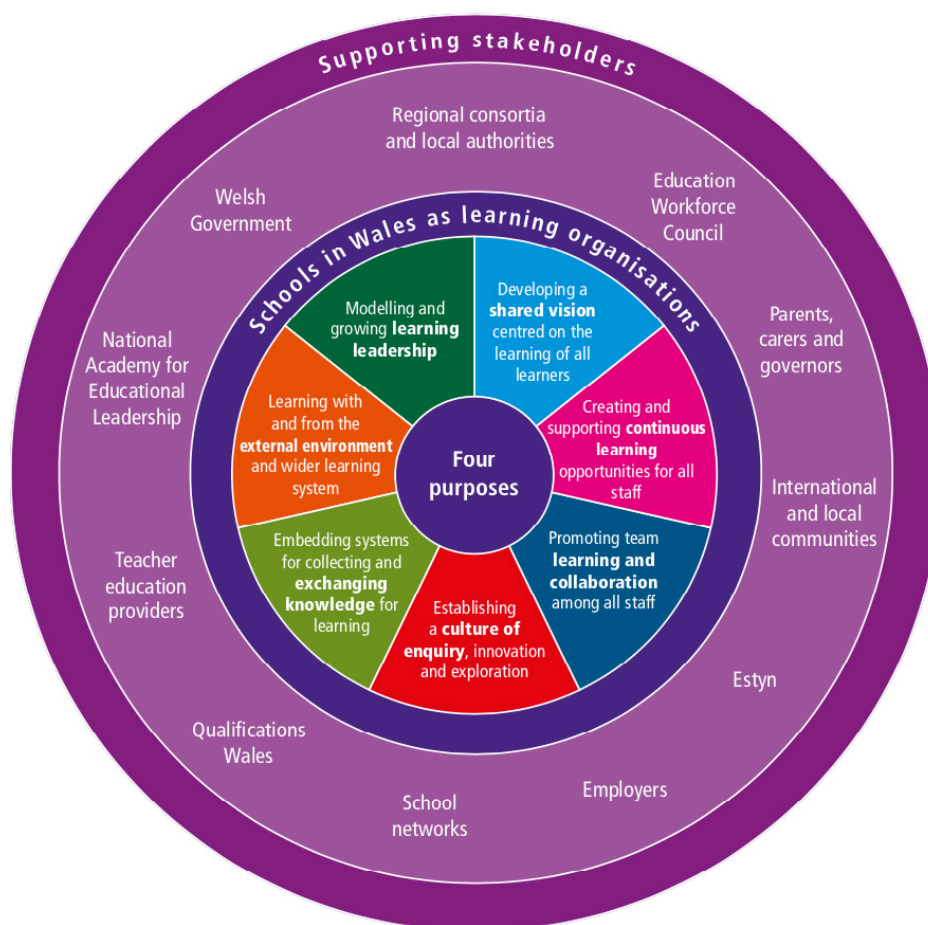 Supporting stakeholders
Regional consortia
and local authorities
Education
Workforce
Council
Parents,
carers and
governors
International
and local
communities
Estyn
Employers
School
networks
Qualifications
Wales
Teacher
education
providers
National
Academy for
Educational
Leadership
Welsh
Government
Schools in Wales as learning organisations
Developing a
shared vision
centred on the
learning of all
learners
Creating and
supporting continuous
learning
opportunities for all
staff
Promoting team
learning and
collaboration
among all staff
Establishing
a culture of
enquiry, innovation
and exploration
Embedding systems
for collecting and
exchanging
knowledge for
learning
Learning with
and from the
external environment
and wider learning
system
Modelling and
growing learning
leadership
Four
purposes